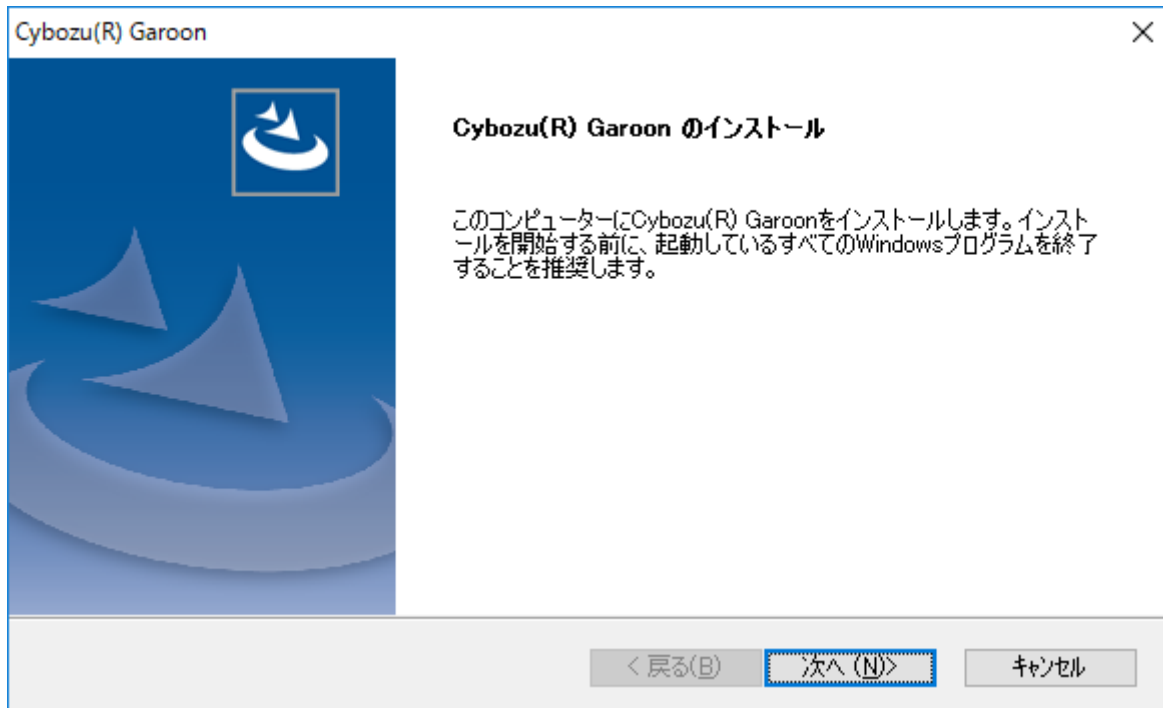 Cybozu(R) Garoon
Cybozu(R) Garoon のインストール
このコンピューターにCybozu(R) Garoonをインストールします。インスト
ールを開始する前に、起動しているすべてのWindowsプログラムを終了
することを推奨します。
< 戻る(B)
次へ (N)>
キャンセル